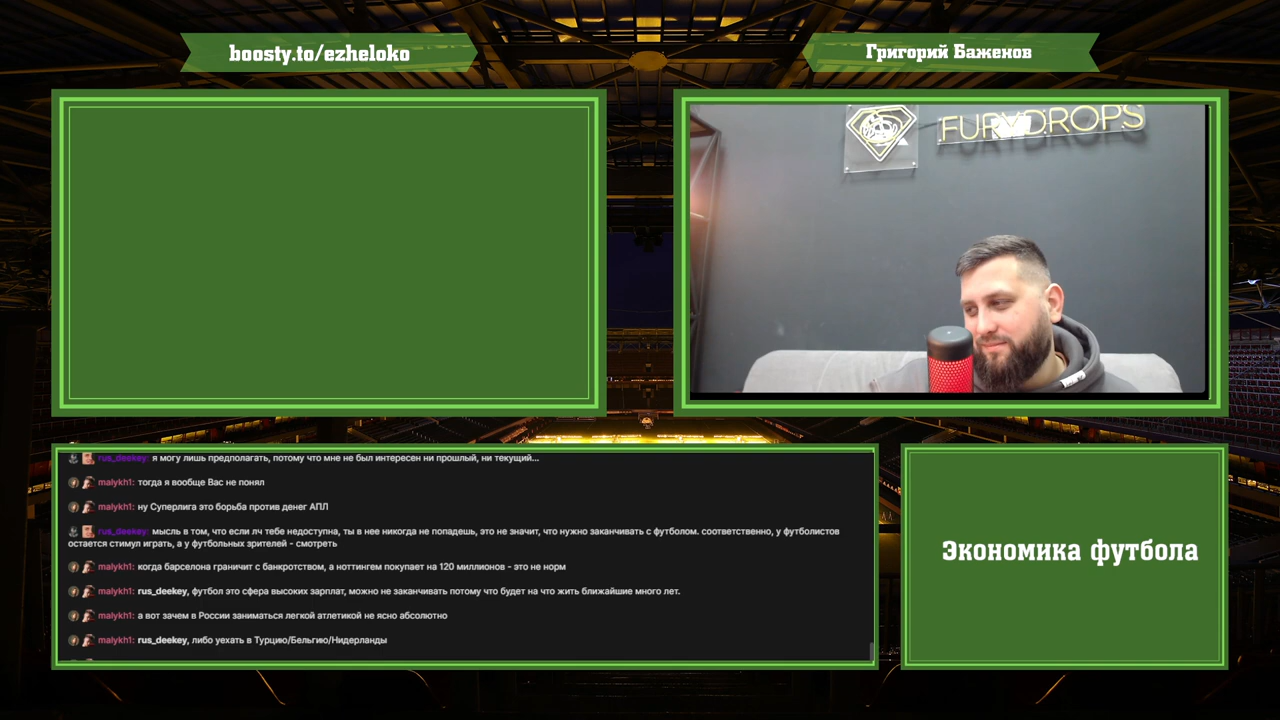 boosty.to/ezheloko
Григорий Баженов
FURYDROPS
rus_deekey: я могу лишь предполагать, потому что мне не был интересен ни прошлый, ни текущий...
malykh1: тогда я вообще Вас не понял
malykh1: ну Суперлига это борьба против денег АПЛ
rus_deekey: мысль в том, что если лч тебе недоступна, ты в нее никогда не попадешь, это не значит, что нужно заканчивать с футболом. соответственно, у футболистов
остается стимул играть, а у футбольных зрителей - смотреть
malykh1: когда барселона граничит с банкротством, а ноттингем покупает на 120 миллионов - это не норм
malykh1: rus_deekey, футбол это сфера высоких зарплат, можно не заканчивать потому что будет на что жить ближайшие много лет.
malykh1: а вот зачем в России заниматься легкой атлетикой не ясно абсолютно
malykh1: rus_deekey, либо уехать в Турцию/Бельгию/Нидерланды
Экономика футбола